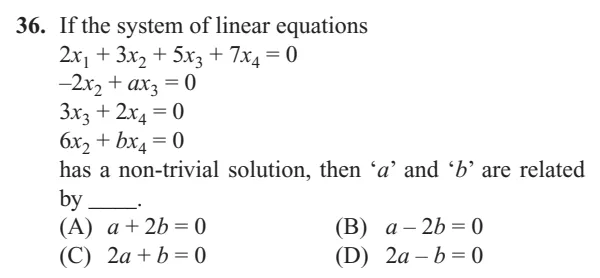 36. If the system of linear equations
2x₁ + 3x₂ + 5x₃ + 7x₄ = 0
–2x₂ + ax₃ = 0
3x₃ + 2x₄ = 0
6x₂ + bx₄ = 0
has a non-trivial solution, then ‘a’ and ‘b’ are related
by _____.
(A) a + 2b = 0 (B) a – 2b = 0
(C) 2a + b = 0 (D) 2a – b = 0